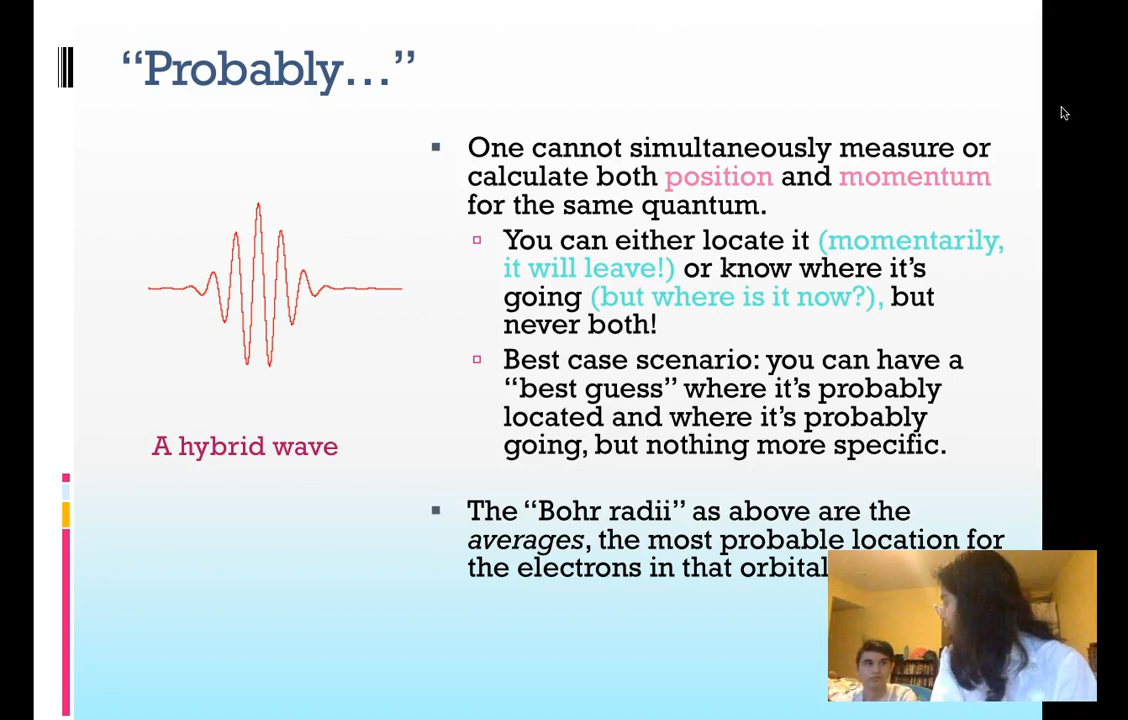 “Probably…”
One cannot simultaneously measure or
calculate both position and momentum
for the same quantum.
You can either locate it (momentarily,
it will leave!) or know where it’s
going (but where is it now?), but
never both!
Best case scenario: you can have a
“best guess” where it’s probably
located and where it’s probably
going, but nothing more specific.
A hybrid wave
The “Bohr radii” as above are the
averages, the most probable location for
the electrons in that orbital